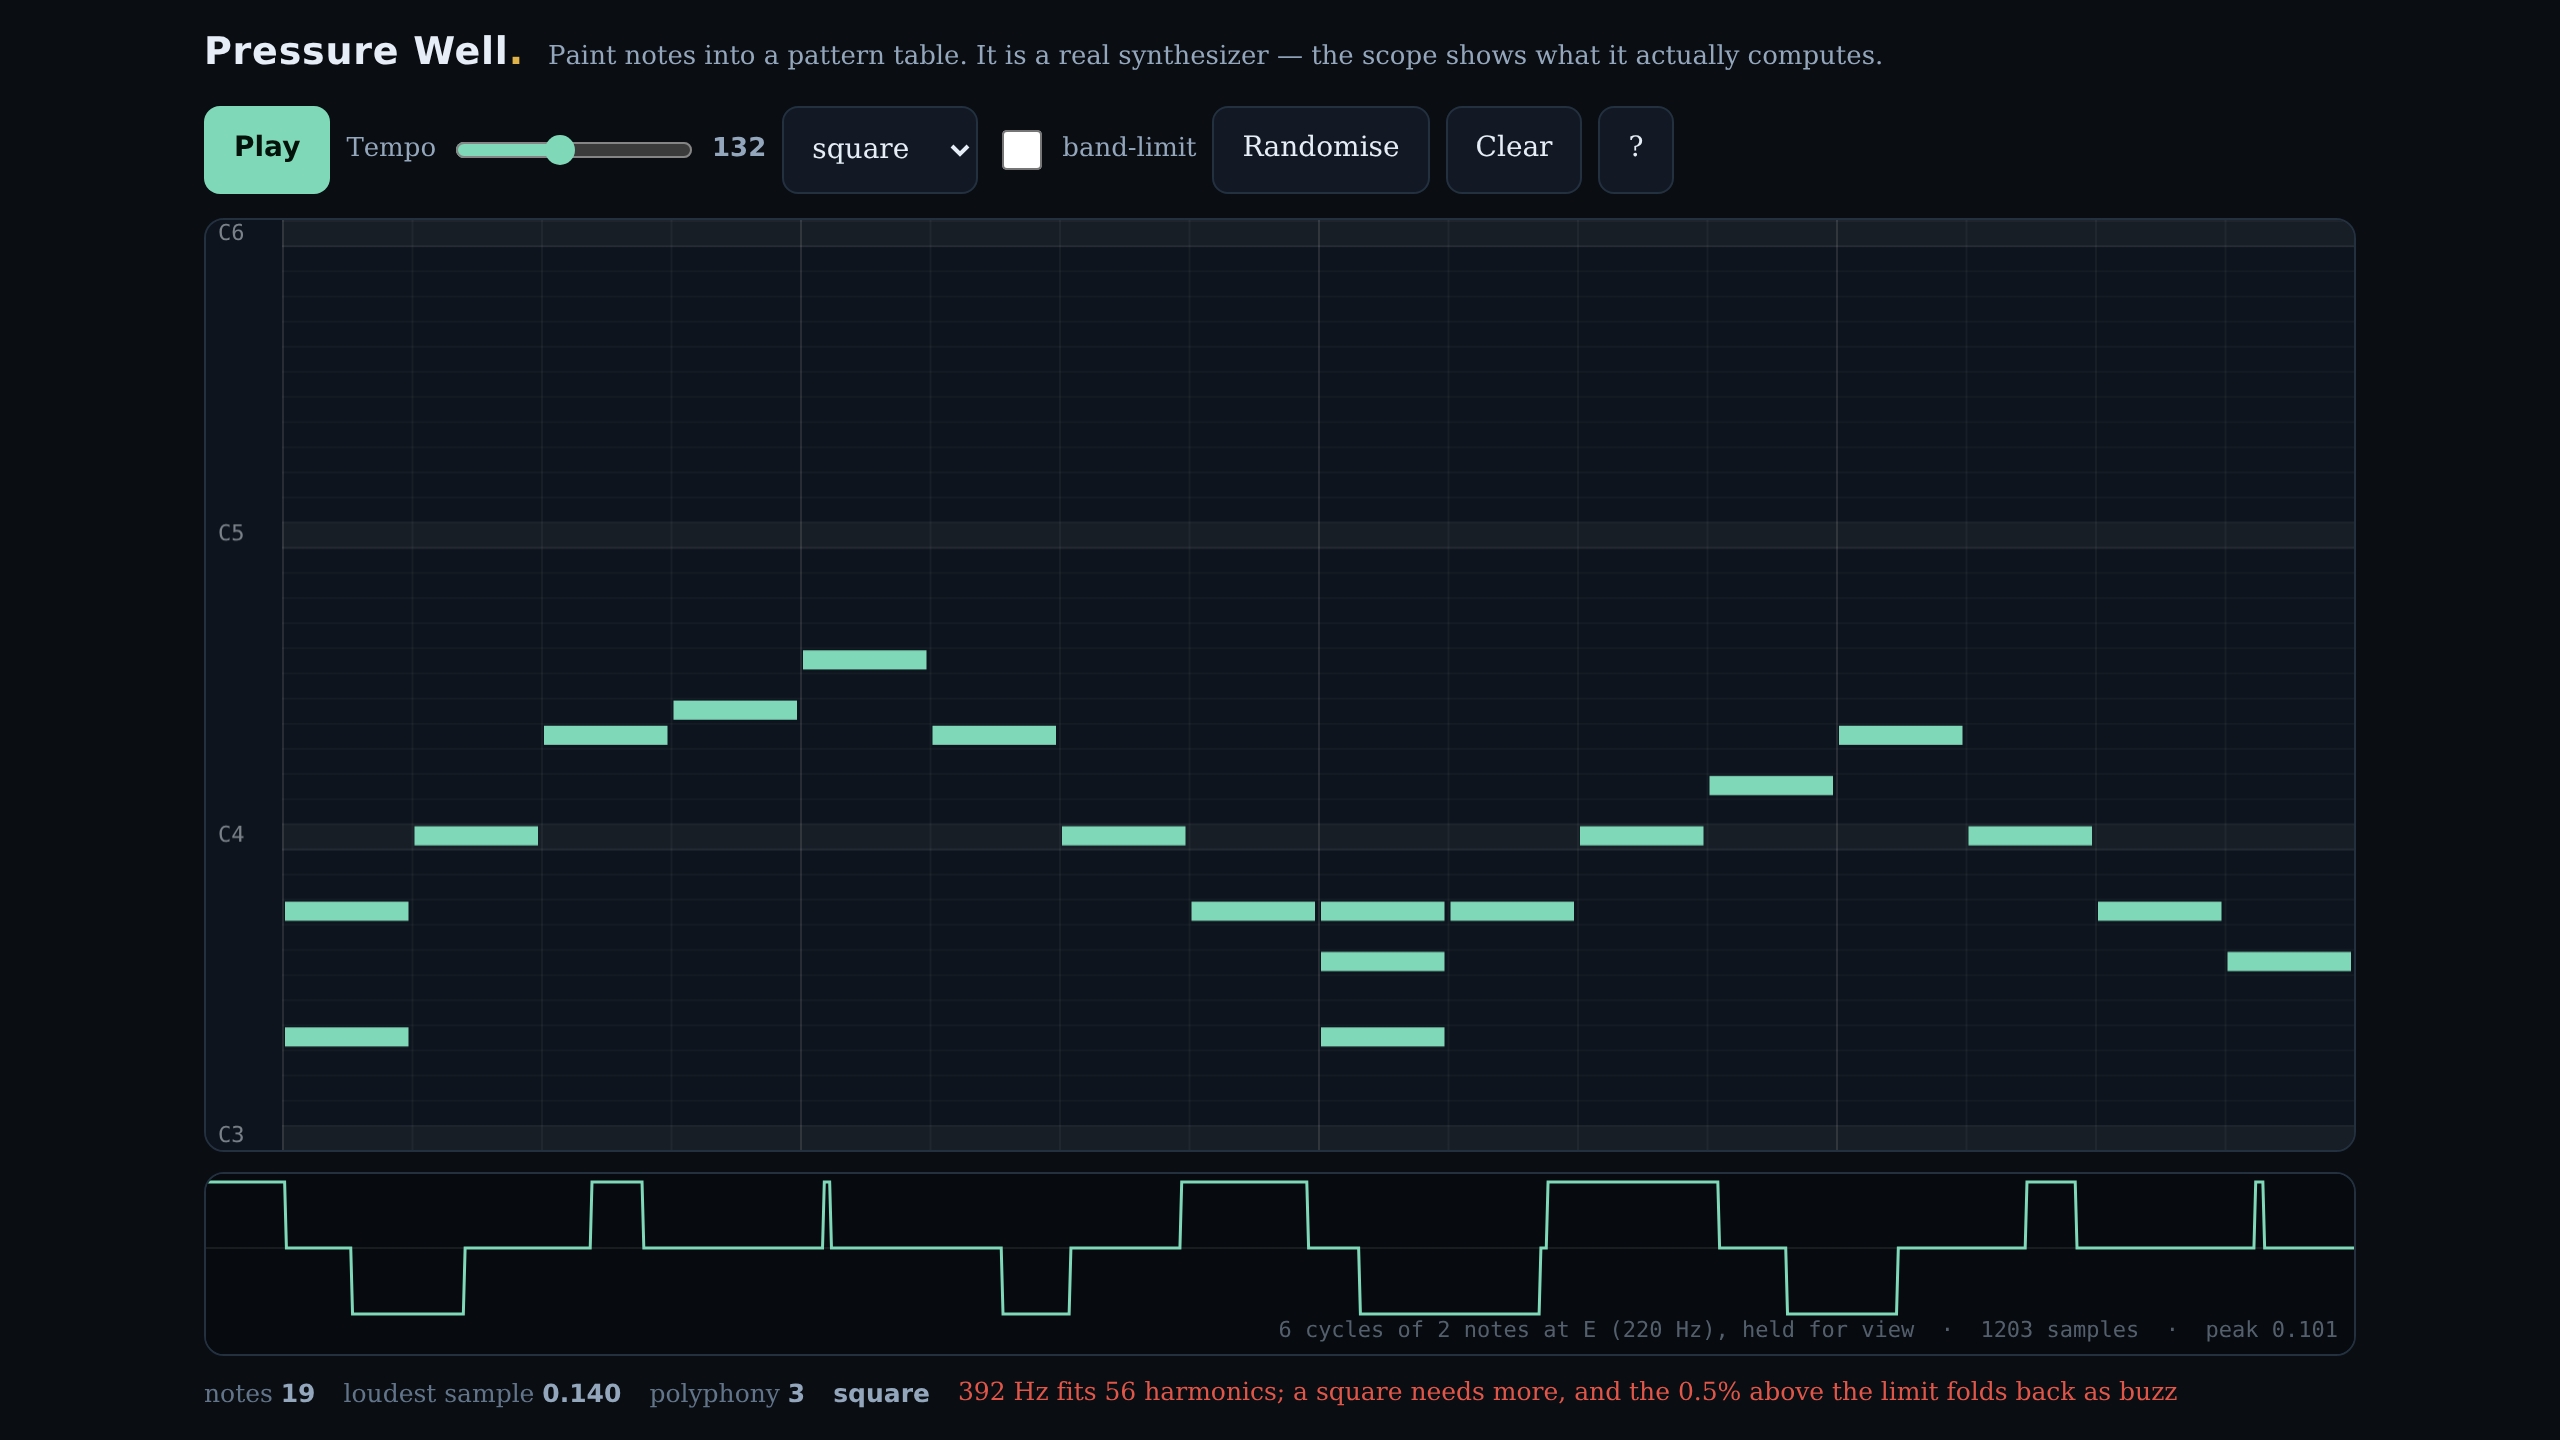 Pressure Well. Paint notes into a pattern table. It is a real synthesizer — the scope shows what it actually computes.
Play Tempo 132 square band-limit Randomise Clear ?
C6
C5
C4
C3
6 cycles of 2 notes at E (220 Hz), held for view · 1203 samples · peak 0.101
notes 19 loudest sample 0.140 polyphony 3 square 392 Hz fits 56 harmonics; a square needs more, and the 0.5% above the limit folds back as buzz